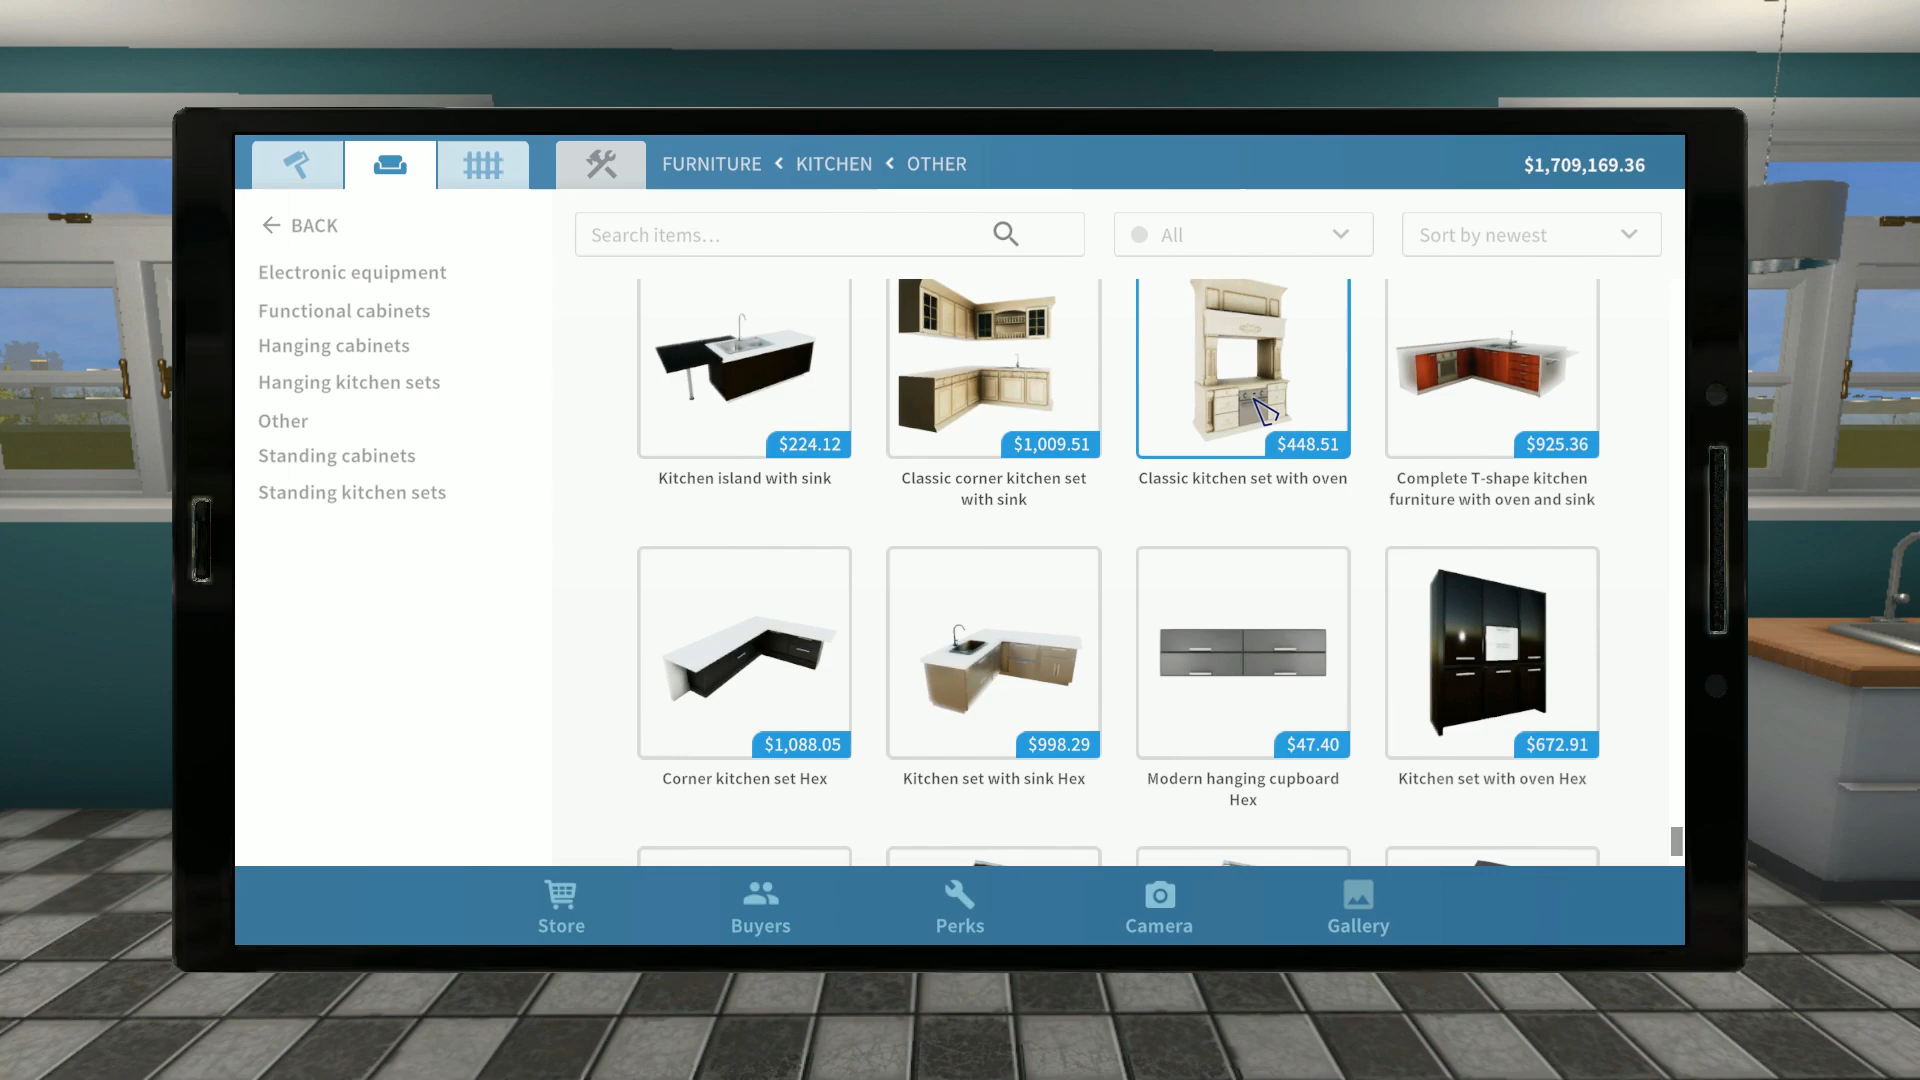 FURNITURE < KITCHEN < OTHER
$1,709,169.36
BACK
Search items...
All
Sort by newest
Electronic equipment
Functional cabinets
Hanging cabinets
Hanging kitchen sets
Other
Standing cabinets
Standing kitchen sets
$224.12
$1,009.51
$448.51
$925.36
Kitchen island with sink
Classic corner kitchen set
with sink
Classic kitchen set with oven
Complete T-shape kitchen
furniture with oven and sink
$1,088.05
$998.29
$47.40
$672.91
Corner kitchen set Hex
Kitchen set with sink Hex
Modern hanging cupboard
Hex
Kitchen set with oven Hex
Store
Buyers
Perks
Camera
Gallery